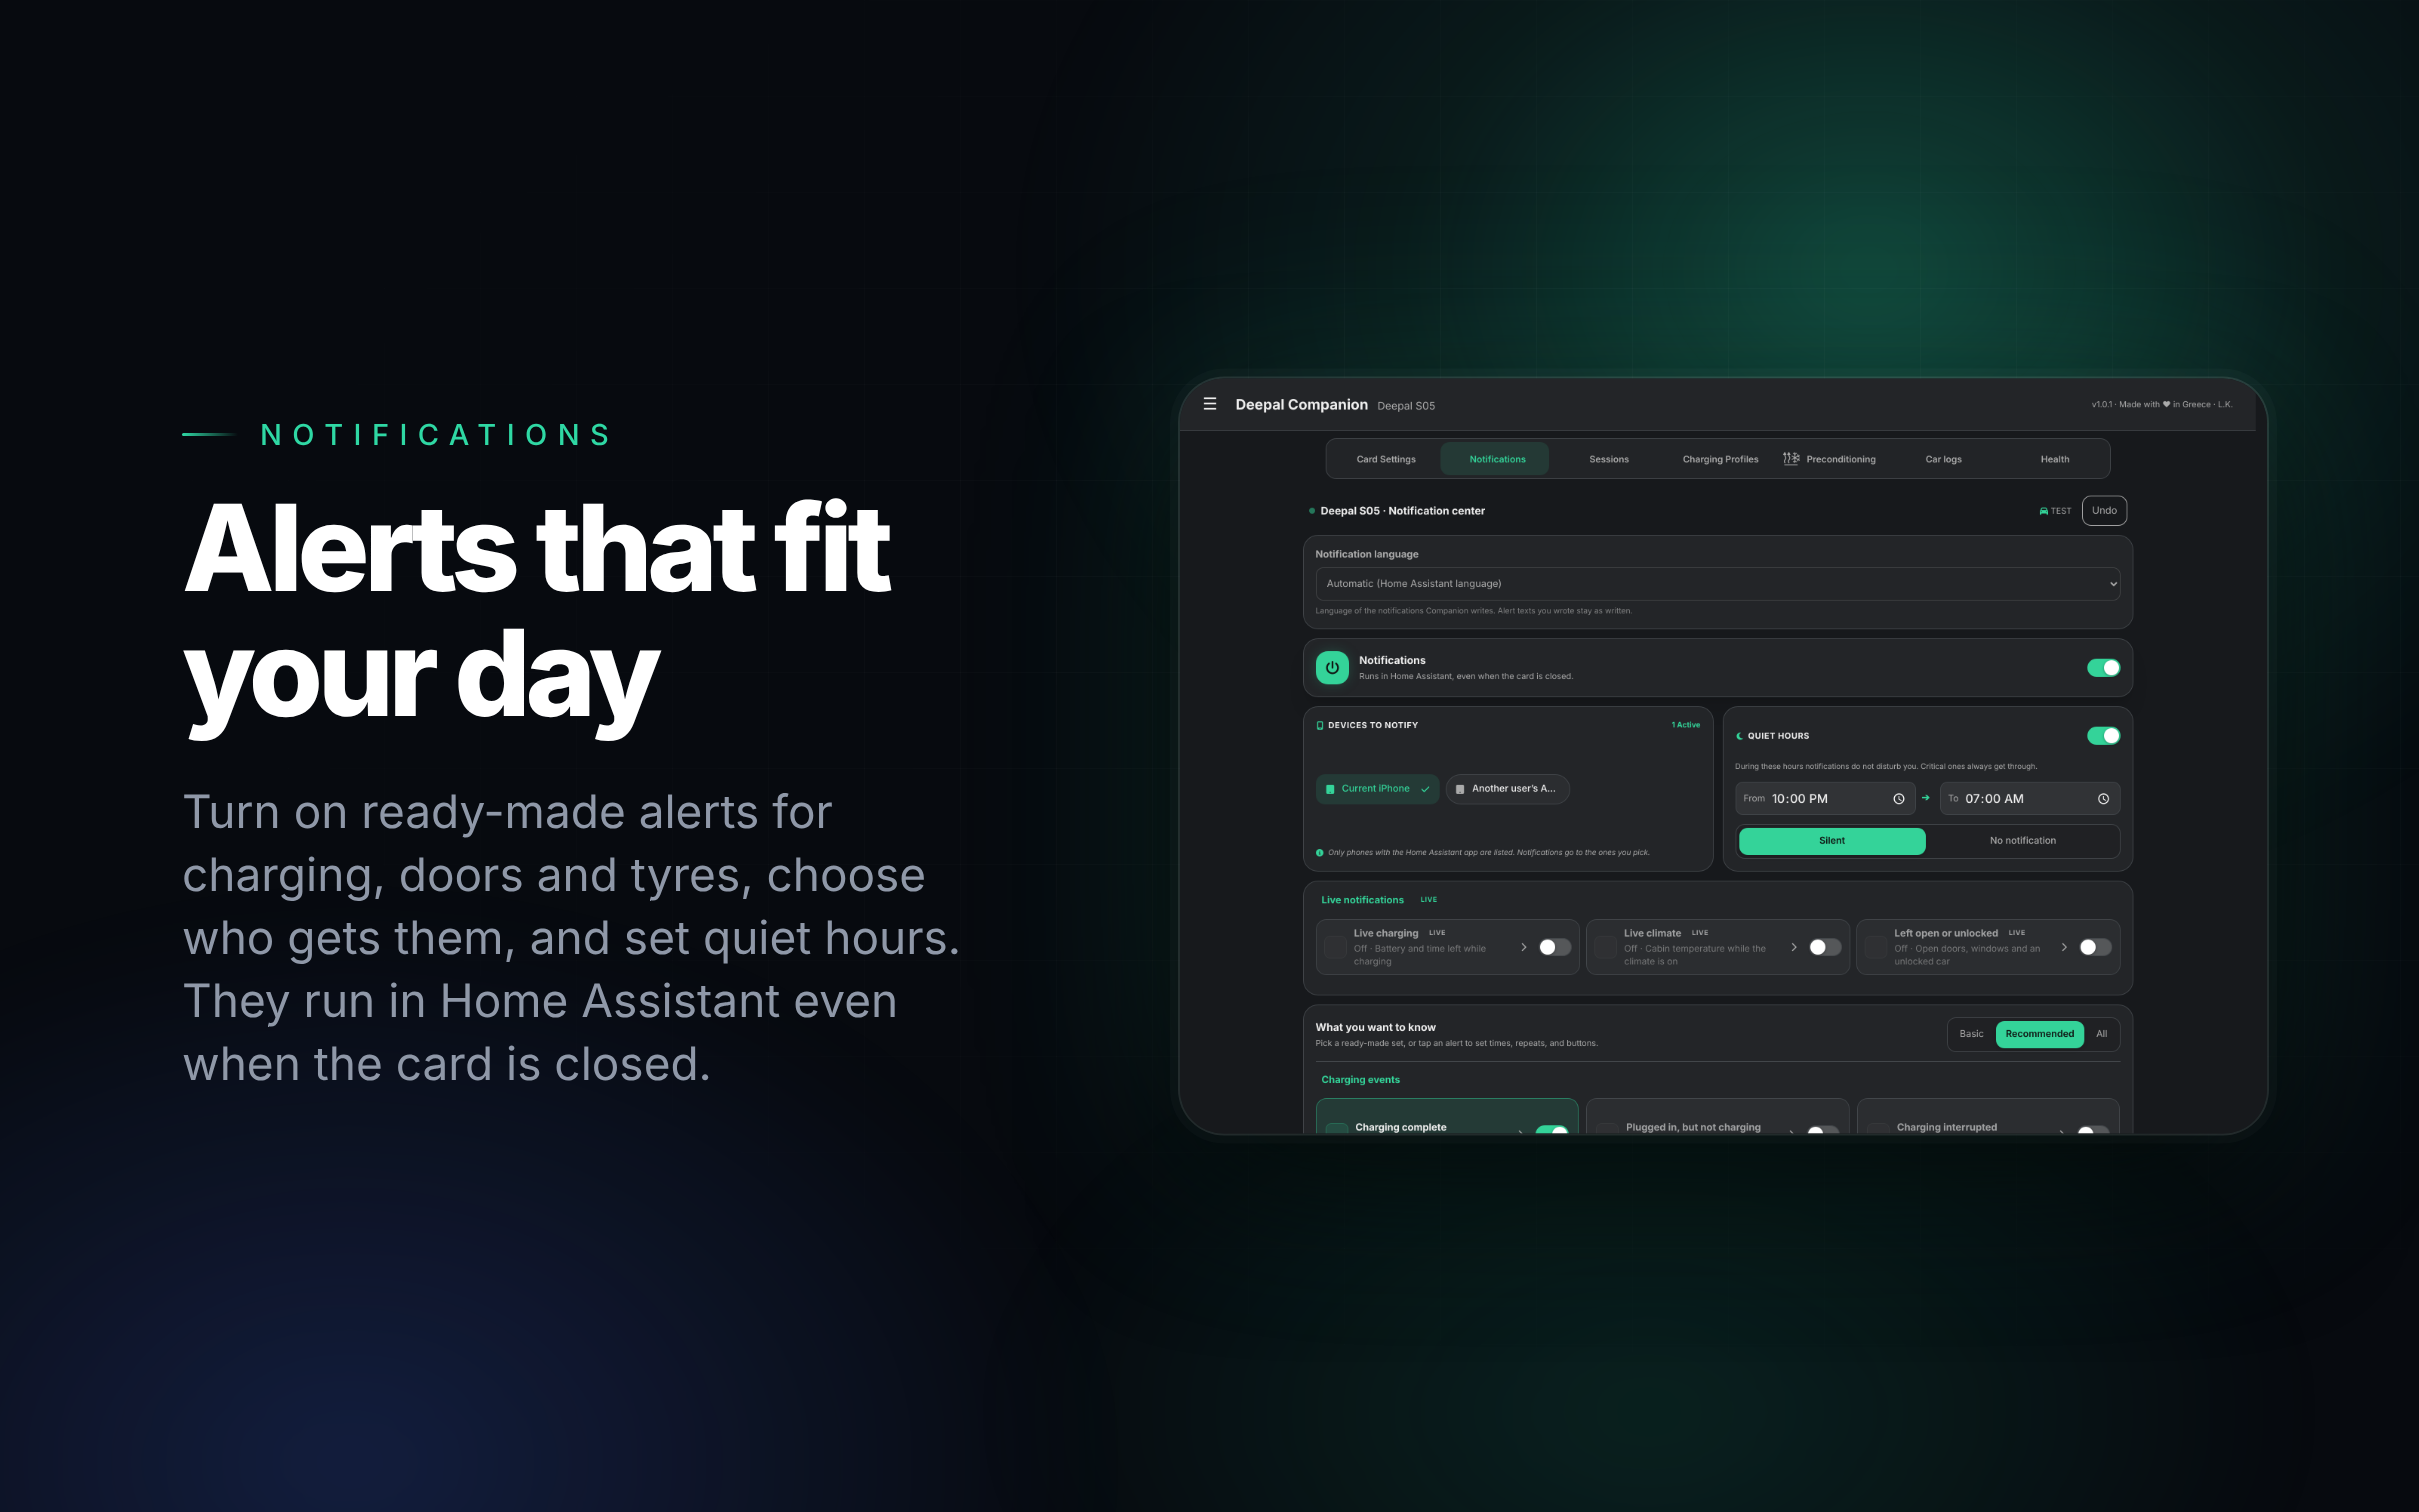 NOTIFICATIONS
Alerts that fit
your day
Turn on ready-made alerts for
charging, doors and tyres, choose
who gets them, and set quiet hours.
They run in Home Assistant even
when the card is closed.
Deepal Companion Deepal S05
v1.0.1 · Made with ♥ in Greece · L.K.
Card Settings Notifications Sessions Charging Profiles Preconditioning Car logs Health
Deepal S05 · Notification center
TEST Undo
Notification language
Automatic (Home Assistant language)
Language of the notifications Companion writes. Alert texts you wrote stay as written.
Notifications
Runs in Home Assistant, even when the card is closed.
DEVICES TO NOTIFY 1 Active
Current iPhone Another user's A...
Only phones with the Home Assistant app are listed. Notifications go to the ones you pick.
QUIET HOURS
During these hours notifications do not disturb you. Critical ones always get through.
From 10:00 PM To 07:00 AM
Silent No notification
Live notifications LIVE
Live charging LIVE
Off · Battery and time left while
charging
Live climate LIVE
Off · Cabin temperature while the
climate is on
Left open or unlocked LIVE
Off · Open doors, windows and an
unlocked car
What you want to know
Pick a ready-made set, or tap an alert to set times, repeats, and buttons.
Basic Recommended All
Charging events
Charging complete
Plugged in, but not charging
Charging interrupted